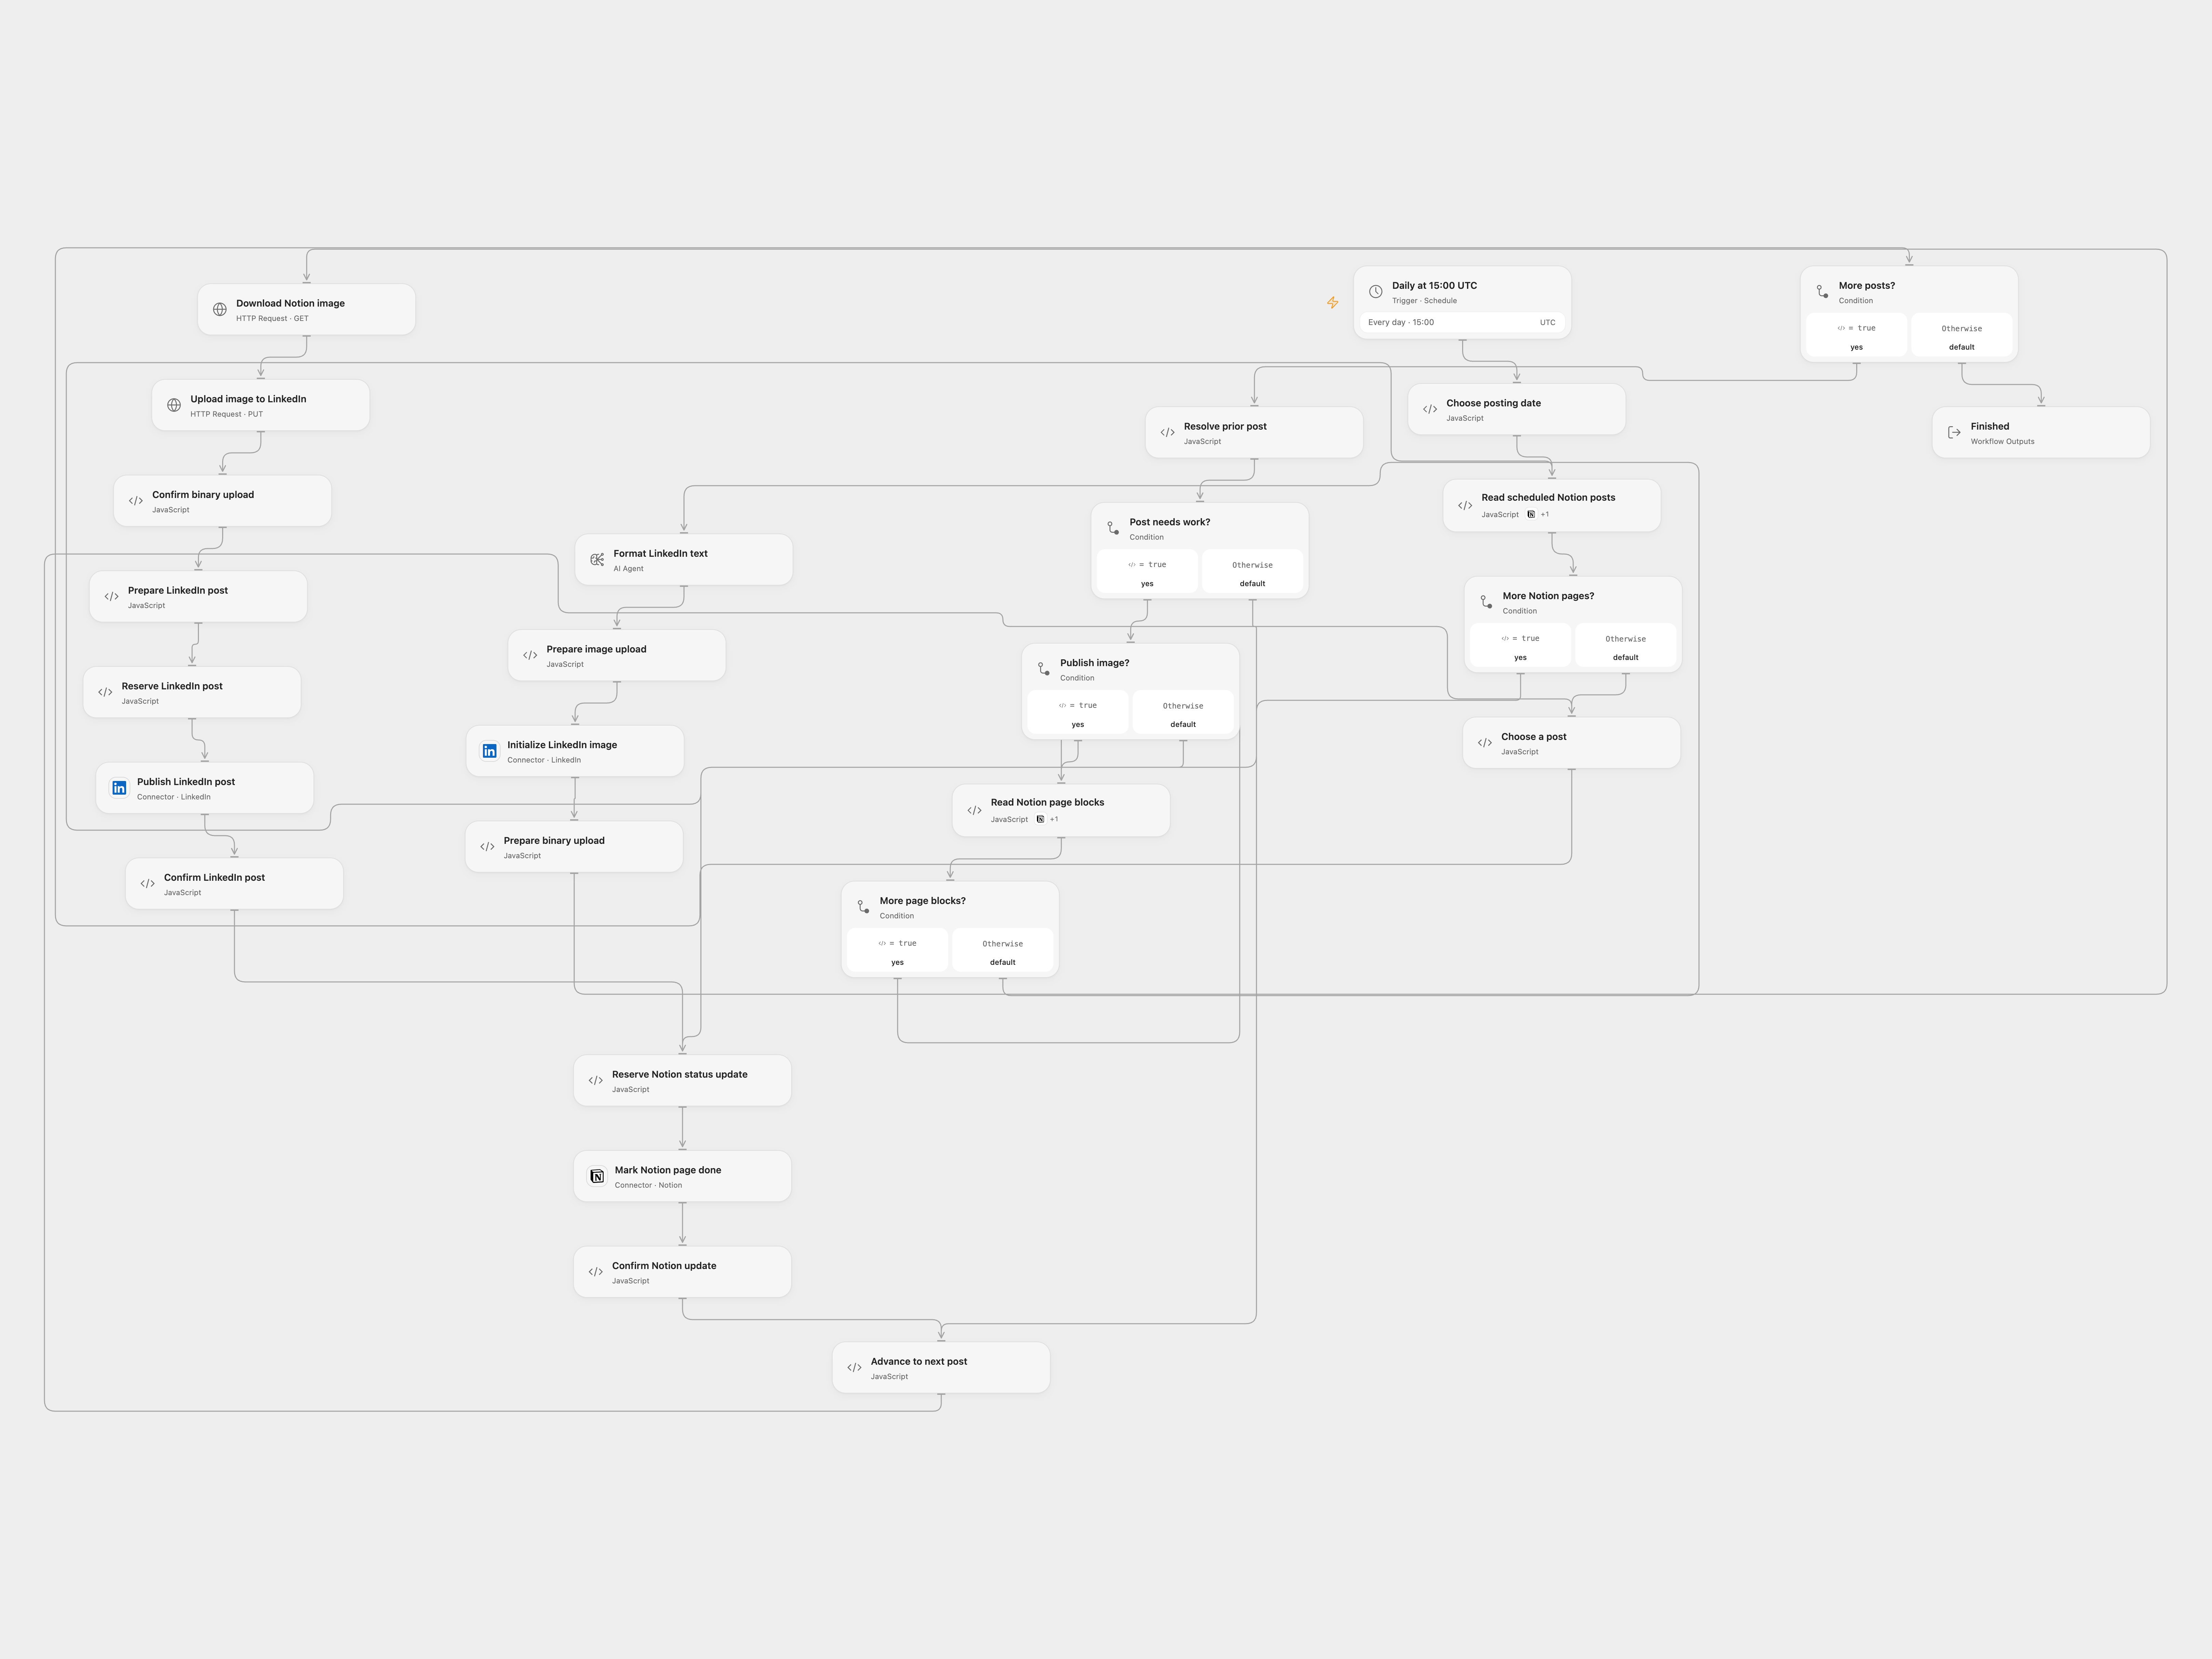 Download Notion image
HTTP Request · GET
Upload image to LinkedIn
HTTP Request · PUT
Confirm binary upload
JavaScript
Prepare LinkedIn post
JavaScript
Reserve LinkedIn post
JavaScript
Publish LinkedIn post
Connector · LinkedIn
Confirm LinkedIn post
JavaScript
Format LinkedIn text
AI Agent
Prepare image upload
JavaScript
Initialize LinkedIn image
Connector · LinkedIn
Prepare binary upload
JavaScript
Reserve Notion status update
JavaScript
Mark Notion page done
Connector · Notion
Confirm Notion update
JavaScript
Advance to next post
JavaScript
Resolve prior post
JavaScript
Post needs work?
Condition
</> = true
yes
Otherwise
default
Publish image?
Condition
</> = true
yes
Otherwise
default
Read Notion page blocks
JavaScript +1
More page blocks?
Condition
</> = true
yes
Otherwise
default
Daily at 15:00 UTC
Trigger · Schedule
Every day · 15:00 UTC
Choose posting date
JavaScript
Read scheduled Notion posts
JavaScript +1
More Notion pages?
Condition
</> = true
yes
Otherwise
default
Choose a post
JavaScript
More posts?
Condition
</> = true
yes
Otherwise
default
Finished
Workflow Outputs